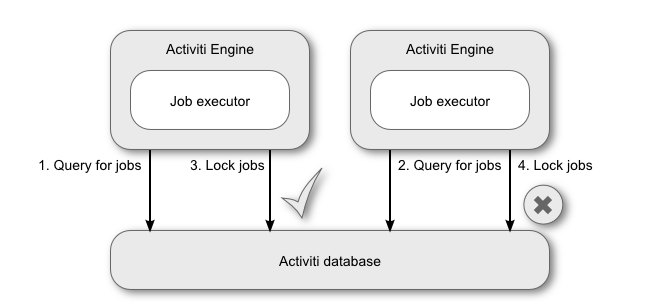 Activiti Engine
Activiti Engine
Job executor
Job executor
1. Query for jobs
3. Lock jobs
2. Query for jobs
4. Lock jobs
Activiti database